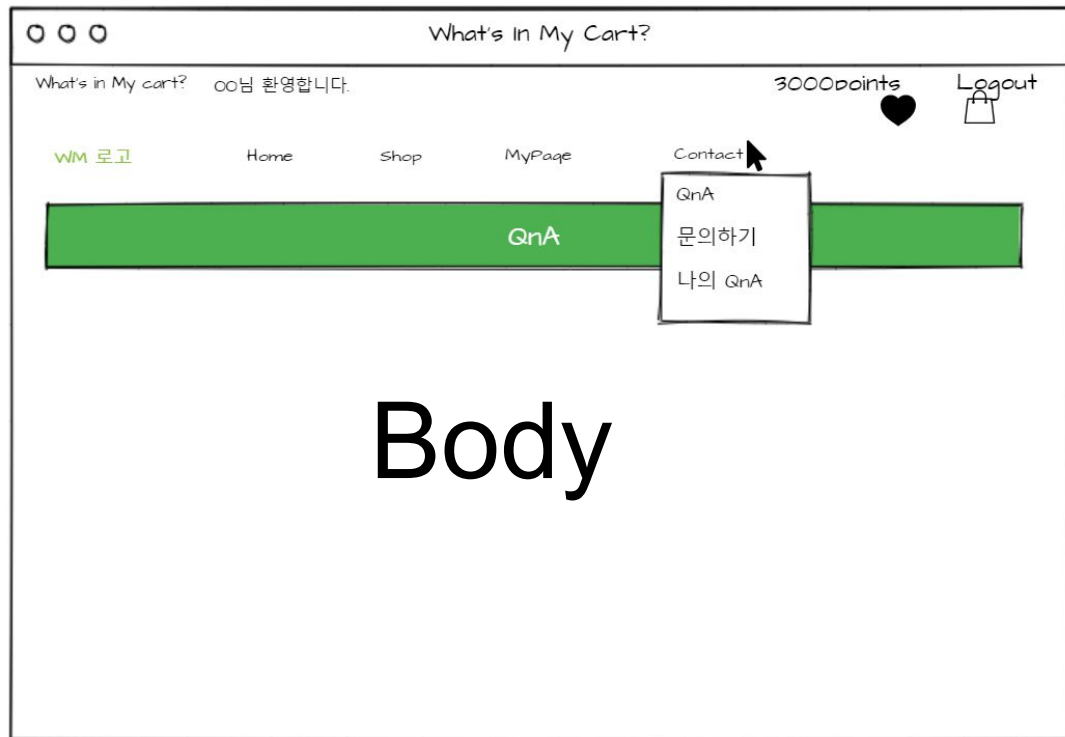 What's In My Cart?
What's in My cart? OO님 환영합니다. 3000points Logout
WM 로고 Home Shop MyPage Contact
QnA
QnA
문의하기
나의 QnA
Body